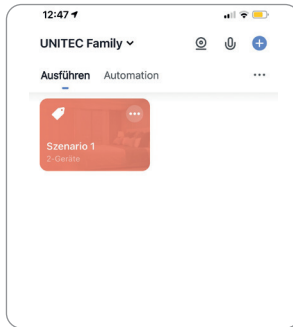 12:47
UNITEC Family
Ausführen Automation
Szenario 1
2-Geräte